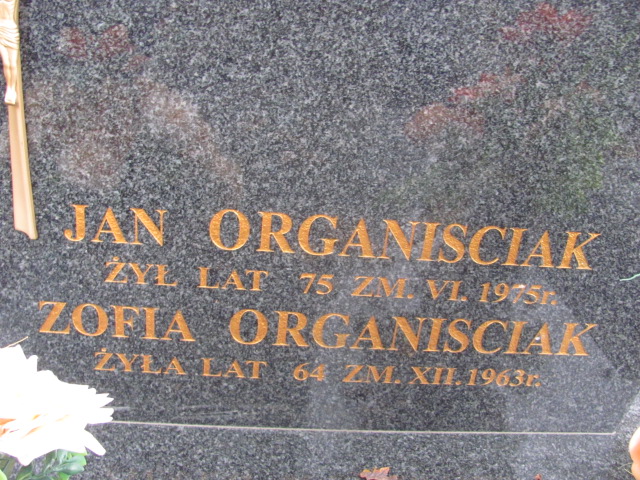 JAN ORGANISCIAK
ŻYŁ LAT 75 ZM. VI. 1975r.
ZOFIA ORGANISCIAK
ŻYŁA LAT 64 ZM. XII. 1963r.